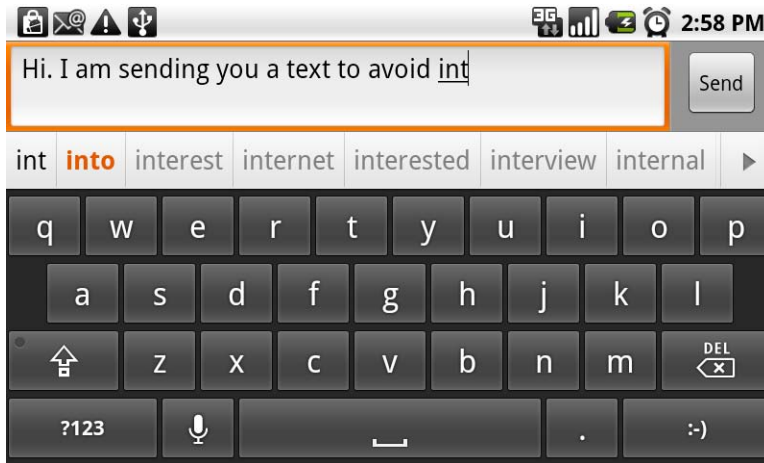 3G 2:58 PM
Hi. I am sending you a text to avoid int
Send
int into interest internet interested interview internal
q w e r t y u i o p
a s d f g h j k l
z x c v b n m DEL
?123 . :-)